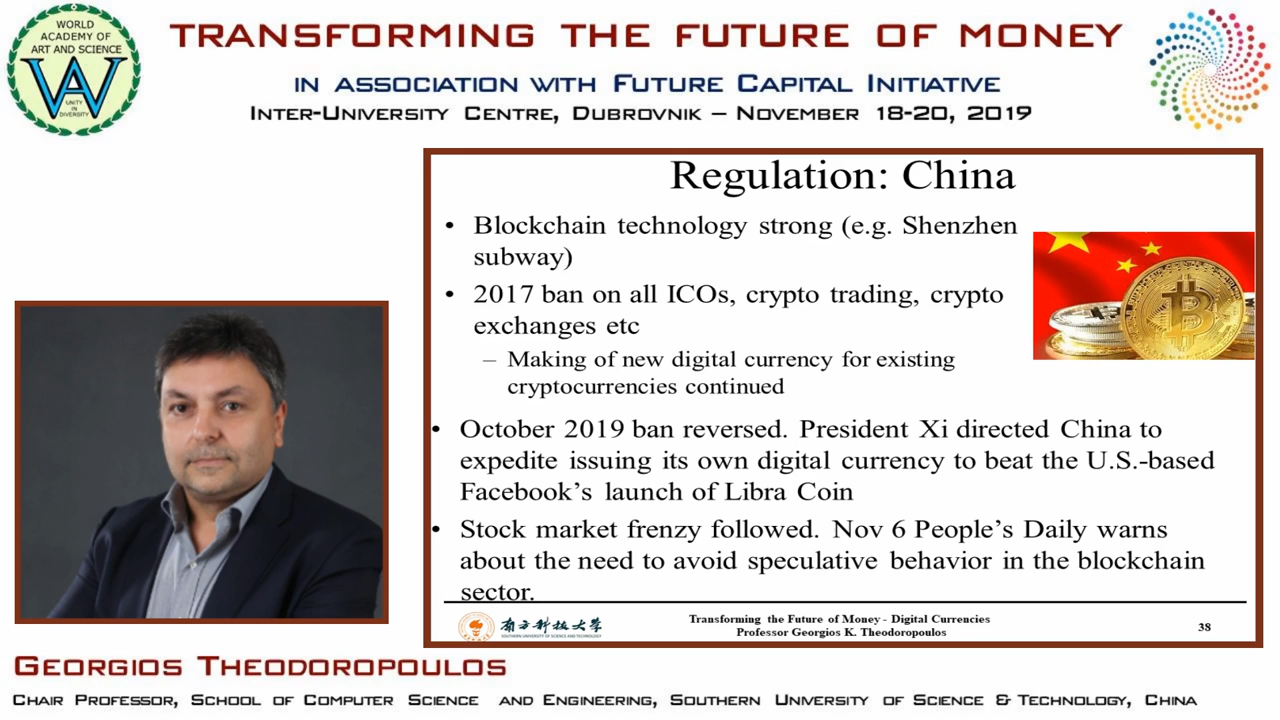 WORLD
ACADEMY OF
ART AND SCIENCE
UNITY
IN
DIVERSITY
TRANSFORMING THE FUTURE OF MONEY
IN ASSOCIATION WITH FUTURE CAPITAL INITIATIVE
INTER-UNIVERSITY CENTRE, DUBROVNIK – NOVEMBER 18-20, 2019
Regulation: China
• Blockchain technology strong (e.g. Shenzhen
subway)
• 2017 ban on all ICOs, crypto trading, crypto
exchanges etc
– Making of new digital currency for existing
cryptocurrencies continued
• October 2019 ban reversed. President Xi directed China to
expedite issuing its own digital currency to beat the U.S.-based
Facebook’s launch of Libra Coin
• Stock market frenzy followed. Nov 6 People’s Daily warns
about the need to avoid speculative behavior in the blockchain
sector.
南方科技大学
SOUTHERN UNIVERSITY OF SCIENCE AND TECHNOLOGY
Transforming the Future of Money - Digital Currencies
Professor Georgios K. Theodoropoulos
38
GEORGIOS THEODOROPOULOS
CHAIR PROFESSOR, SCHOOL OF COMPUTER SCIENCE AND ENGINEERING, SOUTHERN UNIVERSITY OF SCIENCE & TECHNOLOGY, CHINA